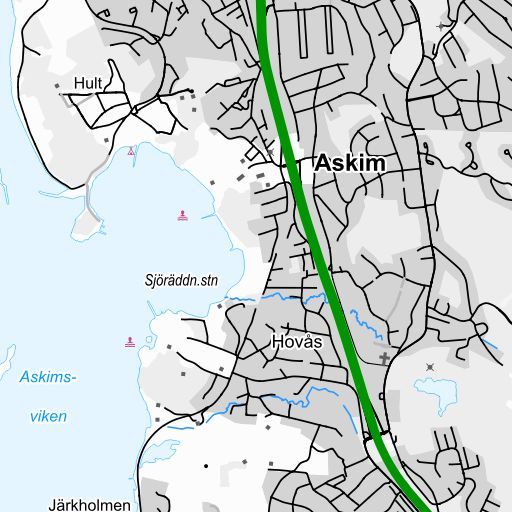 Hult
Askim
Sjöräddn.stn
Hovås
Askims-
viken
Järkholmen